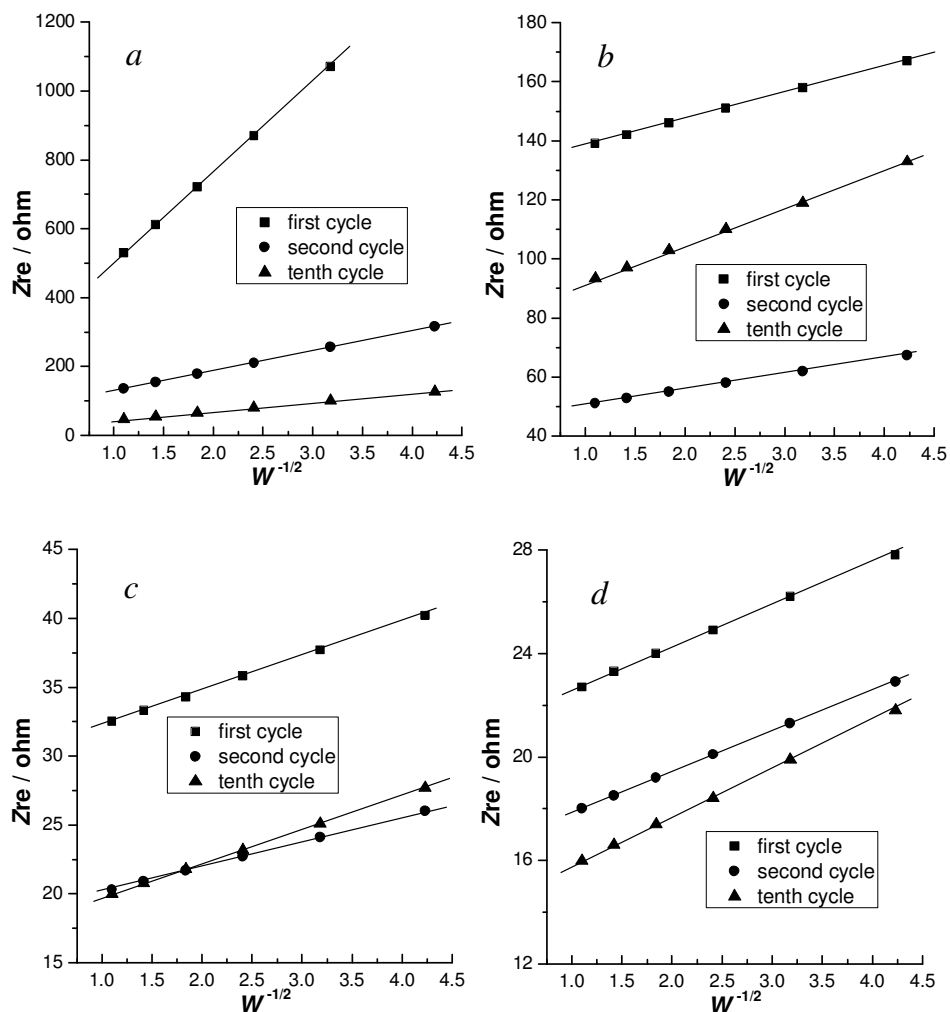 a
1200
1000
800
600
400
200
0
Zre / ohm
first cycle
second cycle
tenth cycle
1.0 1.5 2.0 2.5 3.0 3.5 4.0 4.5
W -1/2
b
180
160
140
120
100
80
60
40
Zre / ohm
first cycle
second cycle
tenth cycle
1.0 1.5 2.0 2.5 3.0 3.5 4.0 4.5
W -1/2
c
45
40
35
30
25
20
15
Zre / ohm
first cycle
second cycle
tenth cycle
1.0 1.5 2.0 2.5 3.0 3.5 4.0 4.5
W -1/2
d
28
24
20
16
12
Zre / ohm
first cycle
second cycle
tenth cycle
1.0 1.5 2.0 2.5 3.0 3.5 4.0 4.5
W -1/2